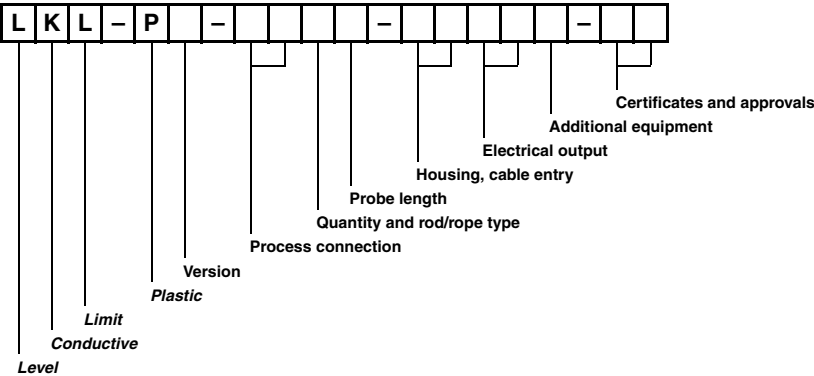 LKL–P – – –
Certificates and approvals
Additional equipment
Electrical output
Housing, cable entry
Probe length
Quantity and rod/rope type
Process connection
Version
Plastic
Limit
Conductive
Level